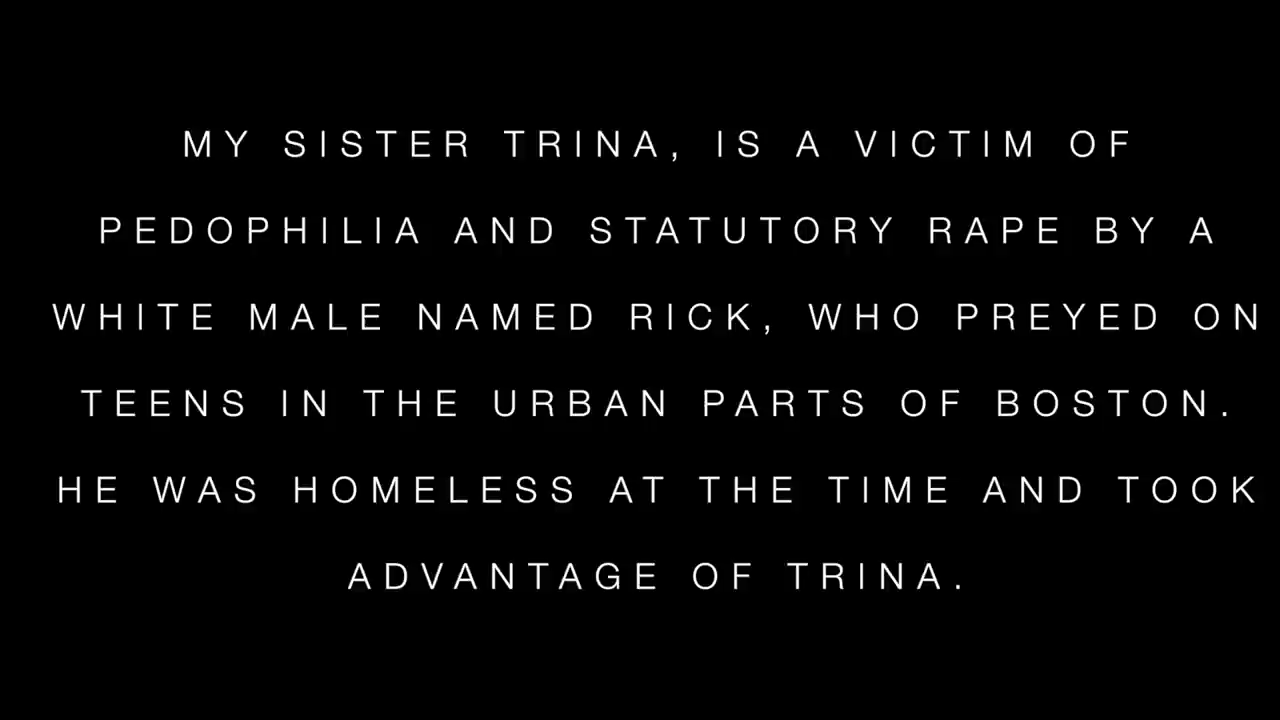 MY SISTER TRINA, IS A VICTIM OF
PEDOPHILIA AND STATUTORY RAPE BY A
WHITE MALE NAMED RICK, WHO PREYED ON
TEENS IN THE URBAN PARTS OF BOSTON.
HE WAS HOMELESS AT THE TIME AND TOOK
ADVANTAGE OF TRINA.